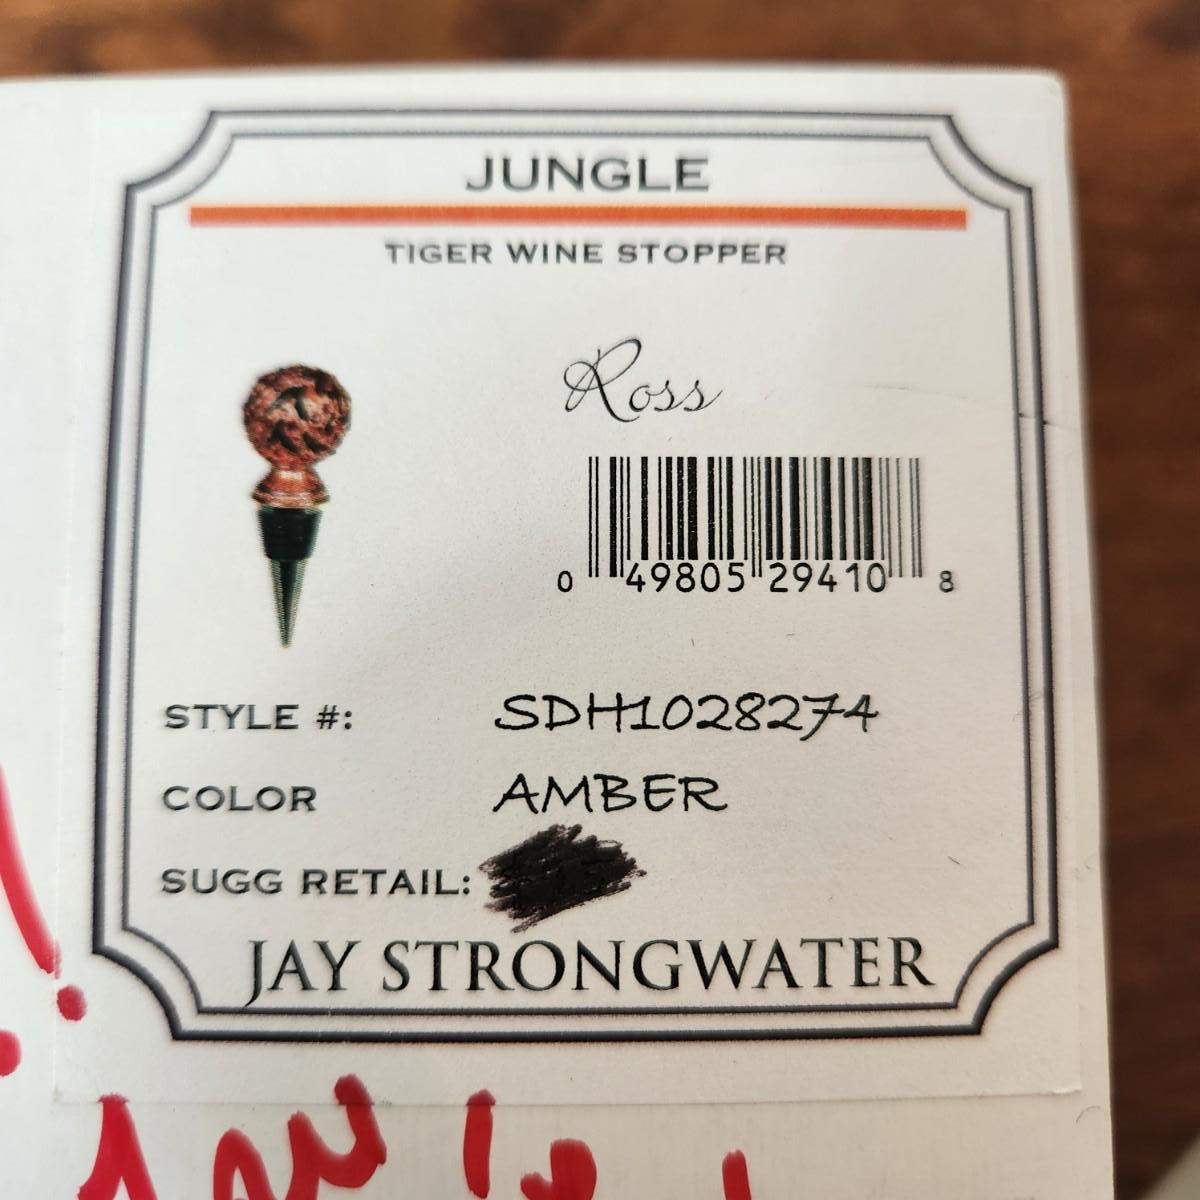 JUNGLE
TIGER WINE STOPPER
Ross
0 49805 29410 8
STYLE #: SDH1028274
COLOR AMBER
SUGG RETAIL:
JAY STRONGWATER